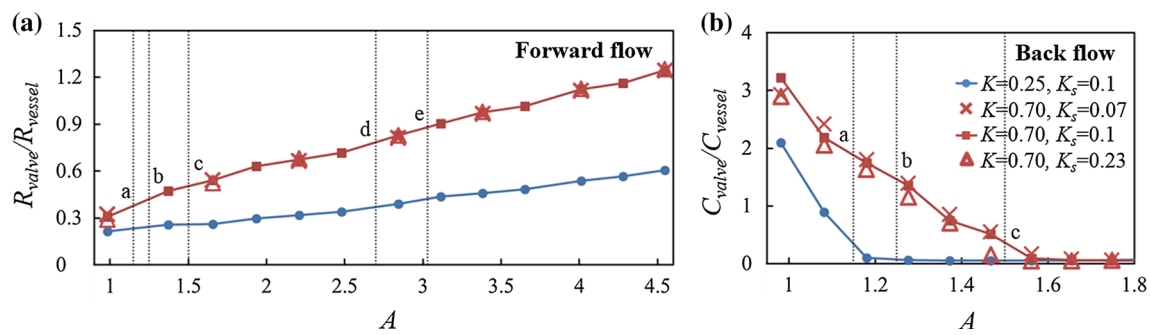 (a)
Forward flow
R_valve/R_vessel
1.5
1.2
0.9
0.6
0.3
0
a
b
c
d
e
1
1.5
2
2.5
3
3.5
4
4.5
A
(b)
Back flow
C_valve/C_vessel
4
3
2
1
0
K=0.25, K_s=0.1
K=0.70, K_s=0.07
K=0.70, K_s=0.1
K=0.70, K_s=0.23
a
b
c
1
1.2
1.4
1.6
1.8
A